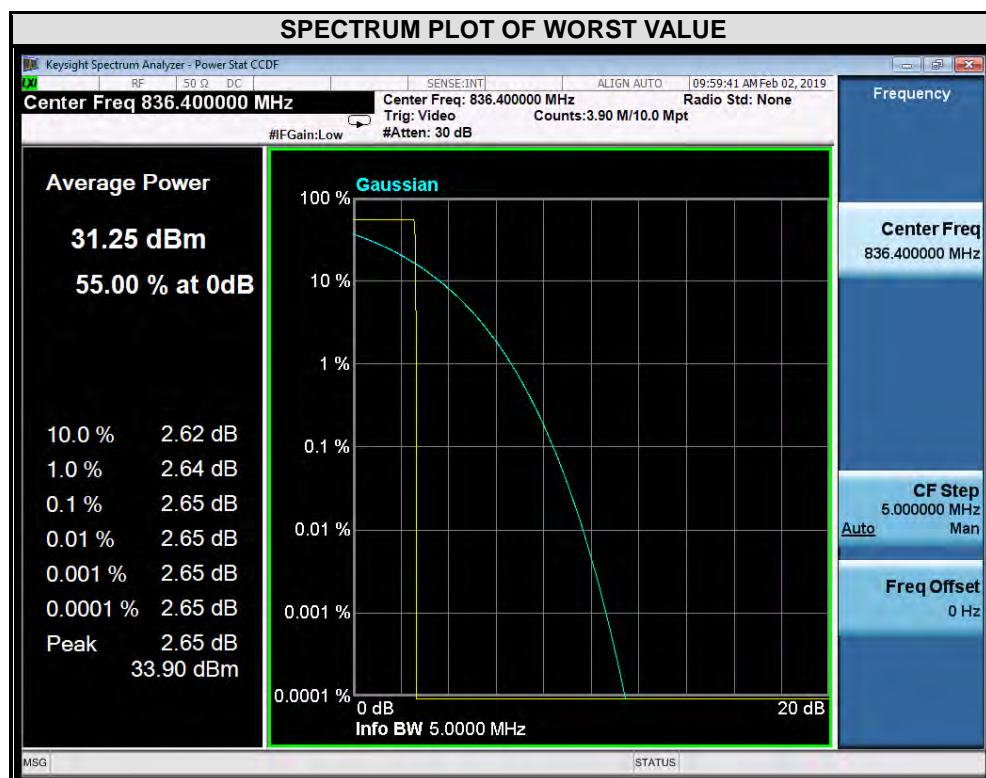 SPECTRUM PLOT OF WORST VALUE
Keysight Spectrum Analyzer - Power Stat CCDF
LXI RF 50 Ω DC SENSE:INT ALIGN AUTO 09:59:41 AM Feb 02, 2019
Center Freq 836.400000 MHz
Center Freq: 836.400000 MHz Radio Std: None
Trig: Video Counts:3.90 M/10.0 Mpt
#IFGain:Low #Atten: 30 dB
Frequency
Average Power
31.25 dBm
55.00 % at 0dB
10.0 % 2.62 dB
1.0 % 2.64 dB
0.1 % 2.65 dB
0.01 % 2.65 dB
0.001 % 2.65 dB
0.0001 % 2.65 dB
Peak 2.65 dB
33.90 dBm
Gaussian
100 %
10 %
1 %
0.1 %
0.01 %
0.001 %
0.0001 %
0 dB 20 dB
Info BW 5.0000 MHz
Center Freq
836.400000 MHz
CF Step
5.000000 MHz
Auto Man
Freq Offset
0 Hz
MSG STATUS